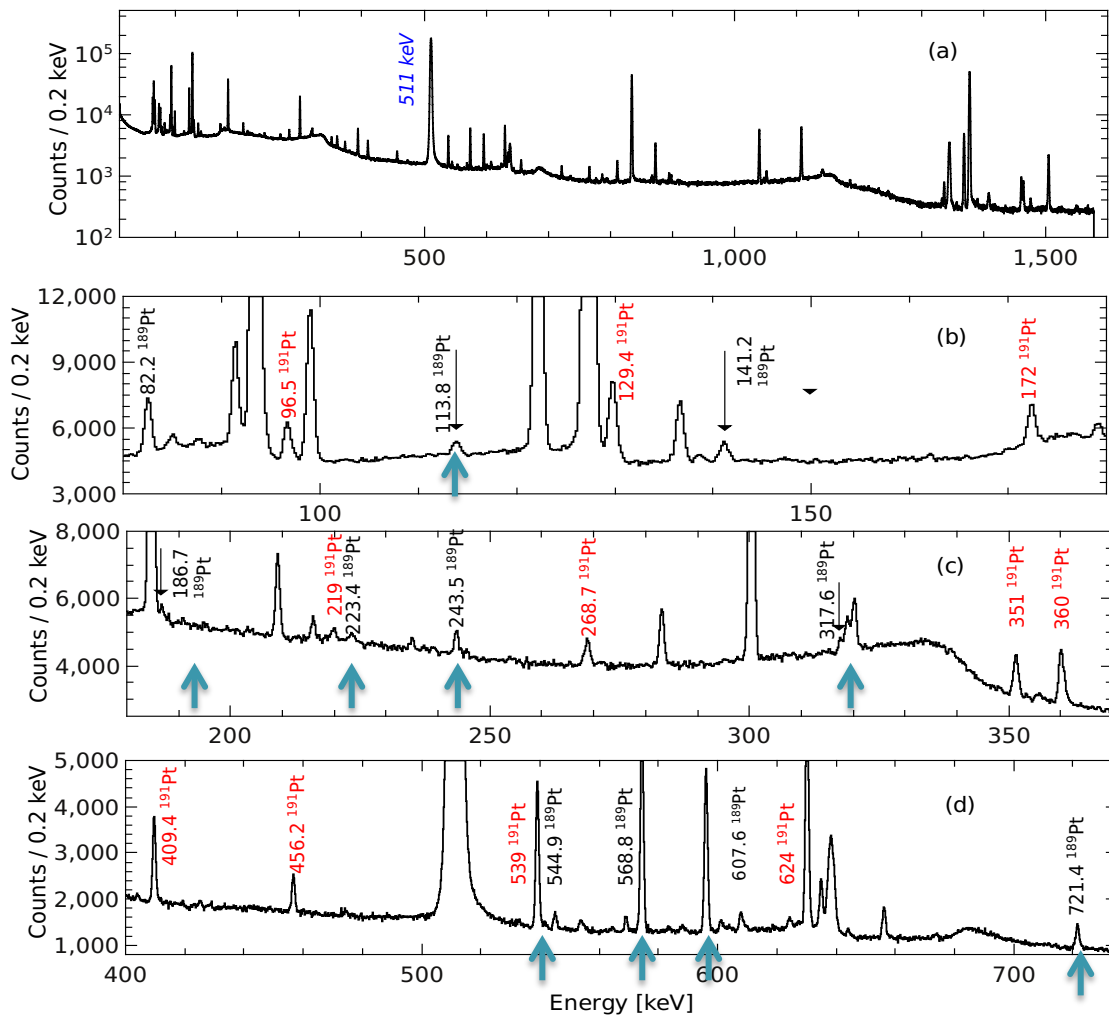 (a)
511 keV
Counts / 0.2 keV
10⁵
10⁴
10³
10²
500
1,000
1,500
(b)
82.2 ¹⁸⁹Pt
96.5 ¹⁹¹Pt
113.8 ¹⁸⁹Pt
129.4 ¹⁹¹Pt
141.2
¹⁸⁹Pt
172 ¹⁹¹Pt
Counts / 0.2 keV
12,000
9,000
6,000
3,000
100
150
(c)
186.7
¹⁸⁹Pt
219 ¹⁹¹Pt
223.4 ¹⁸⁹Pt
243.5 ¹⁸⁹Pt
268.7 ¹⁹¹Pt
317.6 ¹⁸⁹Pt
351 ¹⁹¹Pt
360 ¹⁹¹Pt
Counts / 0.2 keV
8,000
6,000
4,000
200
250
300
350
(d)
409.4 ¹⁹¹Pt
456.2 ¹⁹¹Pt
539 ¹⁹¹Pt
544.9 ¹⁸⁹Pt
568.8 ¹⁸⁹Pt
607.6 ¹⁸⁹Pt
624 ¹⁹¹Pt
721.4 ¹⁸⁹Pt
Counts / 0.2 keV
5,000
4,000
3,000
2,000
1,000
400
500
600
700
Energy [keV]